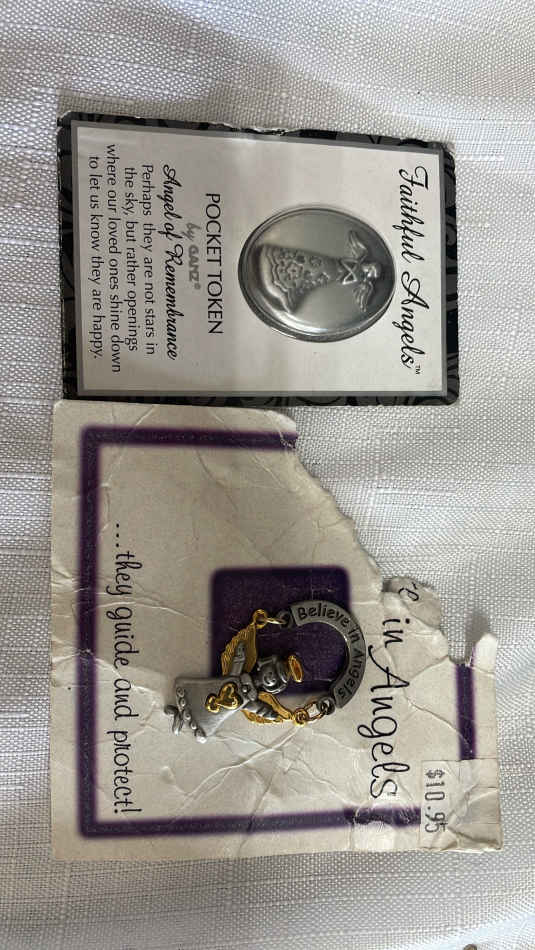 Faithful Angels™
POCKET TOKEN
by GANZ®
Angel of Remembrance
Perhaps they are not stars in
the sky, but rather openings
where our loved ones shine down
to let us know they are happy.
$10.95
in Angels
Believe in Angels
...they guide and protect!